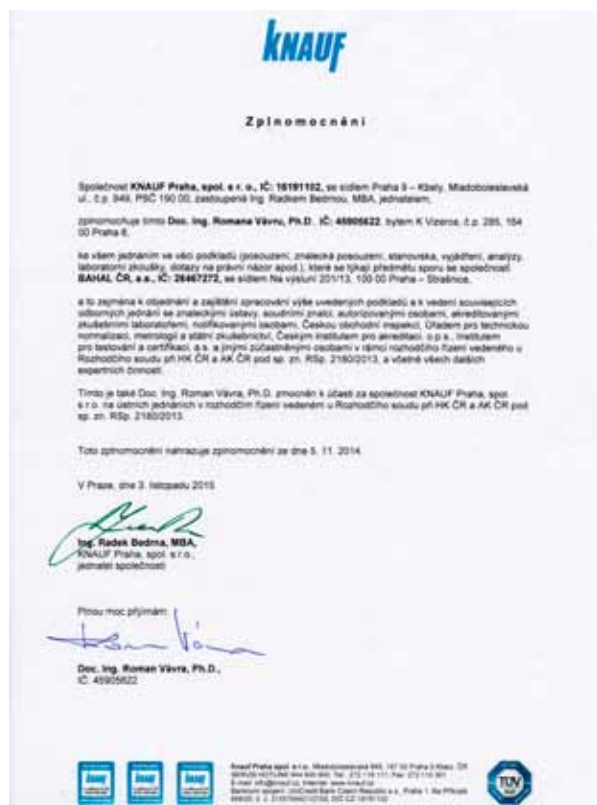 KNAUF
Zplnomocnění
Společnost KNAUF Praha, spol. s r. o., IČ: 16191102, se sídlem Praha 9 – Kbely, Mladoboleslavská
ul., č.p. 949, PSČ 190 00, zastoupená Ing. Radkem Bedrnou, MBA, jednatelem,
zplnomocňuje tímto Doc. Ing. Romana Vávru, Ph.D. IČ: 45905622, bytem K Vizerce, č.p. 285, 164
00 Praha 6,
ke všem jednáním ve věci podkladů (posouzení, znalecká posouzení, stanoviska, vyjádření, analýzy,
laboratorní zkoušky, dotazy na právní názor apod.), které se týkají předmětu sporu se společností
BAHAL ČR, a.s., IČ: 28467272, se sídlem Na výsluní 201/13, 100 00 Praha – Strašnice,
a to zejména k objednání a zajištění zpracování výše uvedených podkladů a k vedení souvisejících
odborných jednání se znaleckými ústavy, soudními znalci, autorizovanými osobami, akreditovanými
zkušebními laboratořemi, notifikovanými osobami, Českou obchodní inspekcí, Úřadem pro technickou
normalizaci, metrologii a státní zkušebnictví, Českým institutem pro akreditaci, o.p.s., Institutem
pro testování a certifikaci, a.s. a jinými zúčastněnými osobami v rámci rozhodčího řízení vedeného u
Rozhodčího soudu při HK ČR a AK ČR pod sp. zn. RSp. 2160/2013, a včetně všech dalších
expertních činností.
Tímto je také Doc. Ing. Roman Vávra, Ph.D. zmocněn k účasti za společnost KNAUF Praha, spol.
s r.o. na ústních jednáních v rozhodčím řízení vedeném u Rozhodčího soudu při HK ČR a AK ČR pod
sp. zn. RSp. 2160/2013.
Toto zplnomocnění nahrazuje zplnomocnění ze dne 5. 11. 2014.
V Praze, dne 3. listopadu 2015
Ing. Radek Bedrna, MBA,
KNAUF Praha, spol. s r.o.,
jednatel společnosti
Plnou moc přijímám:
Doc. Ing. Roman Vávra, Ph.D.,
IČ: 45905622
Knauf Praha spol. s r.o.
TÜV